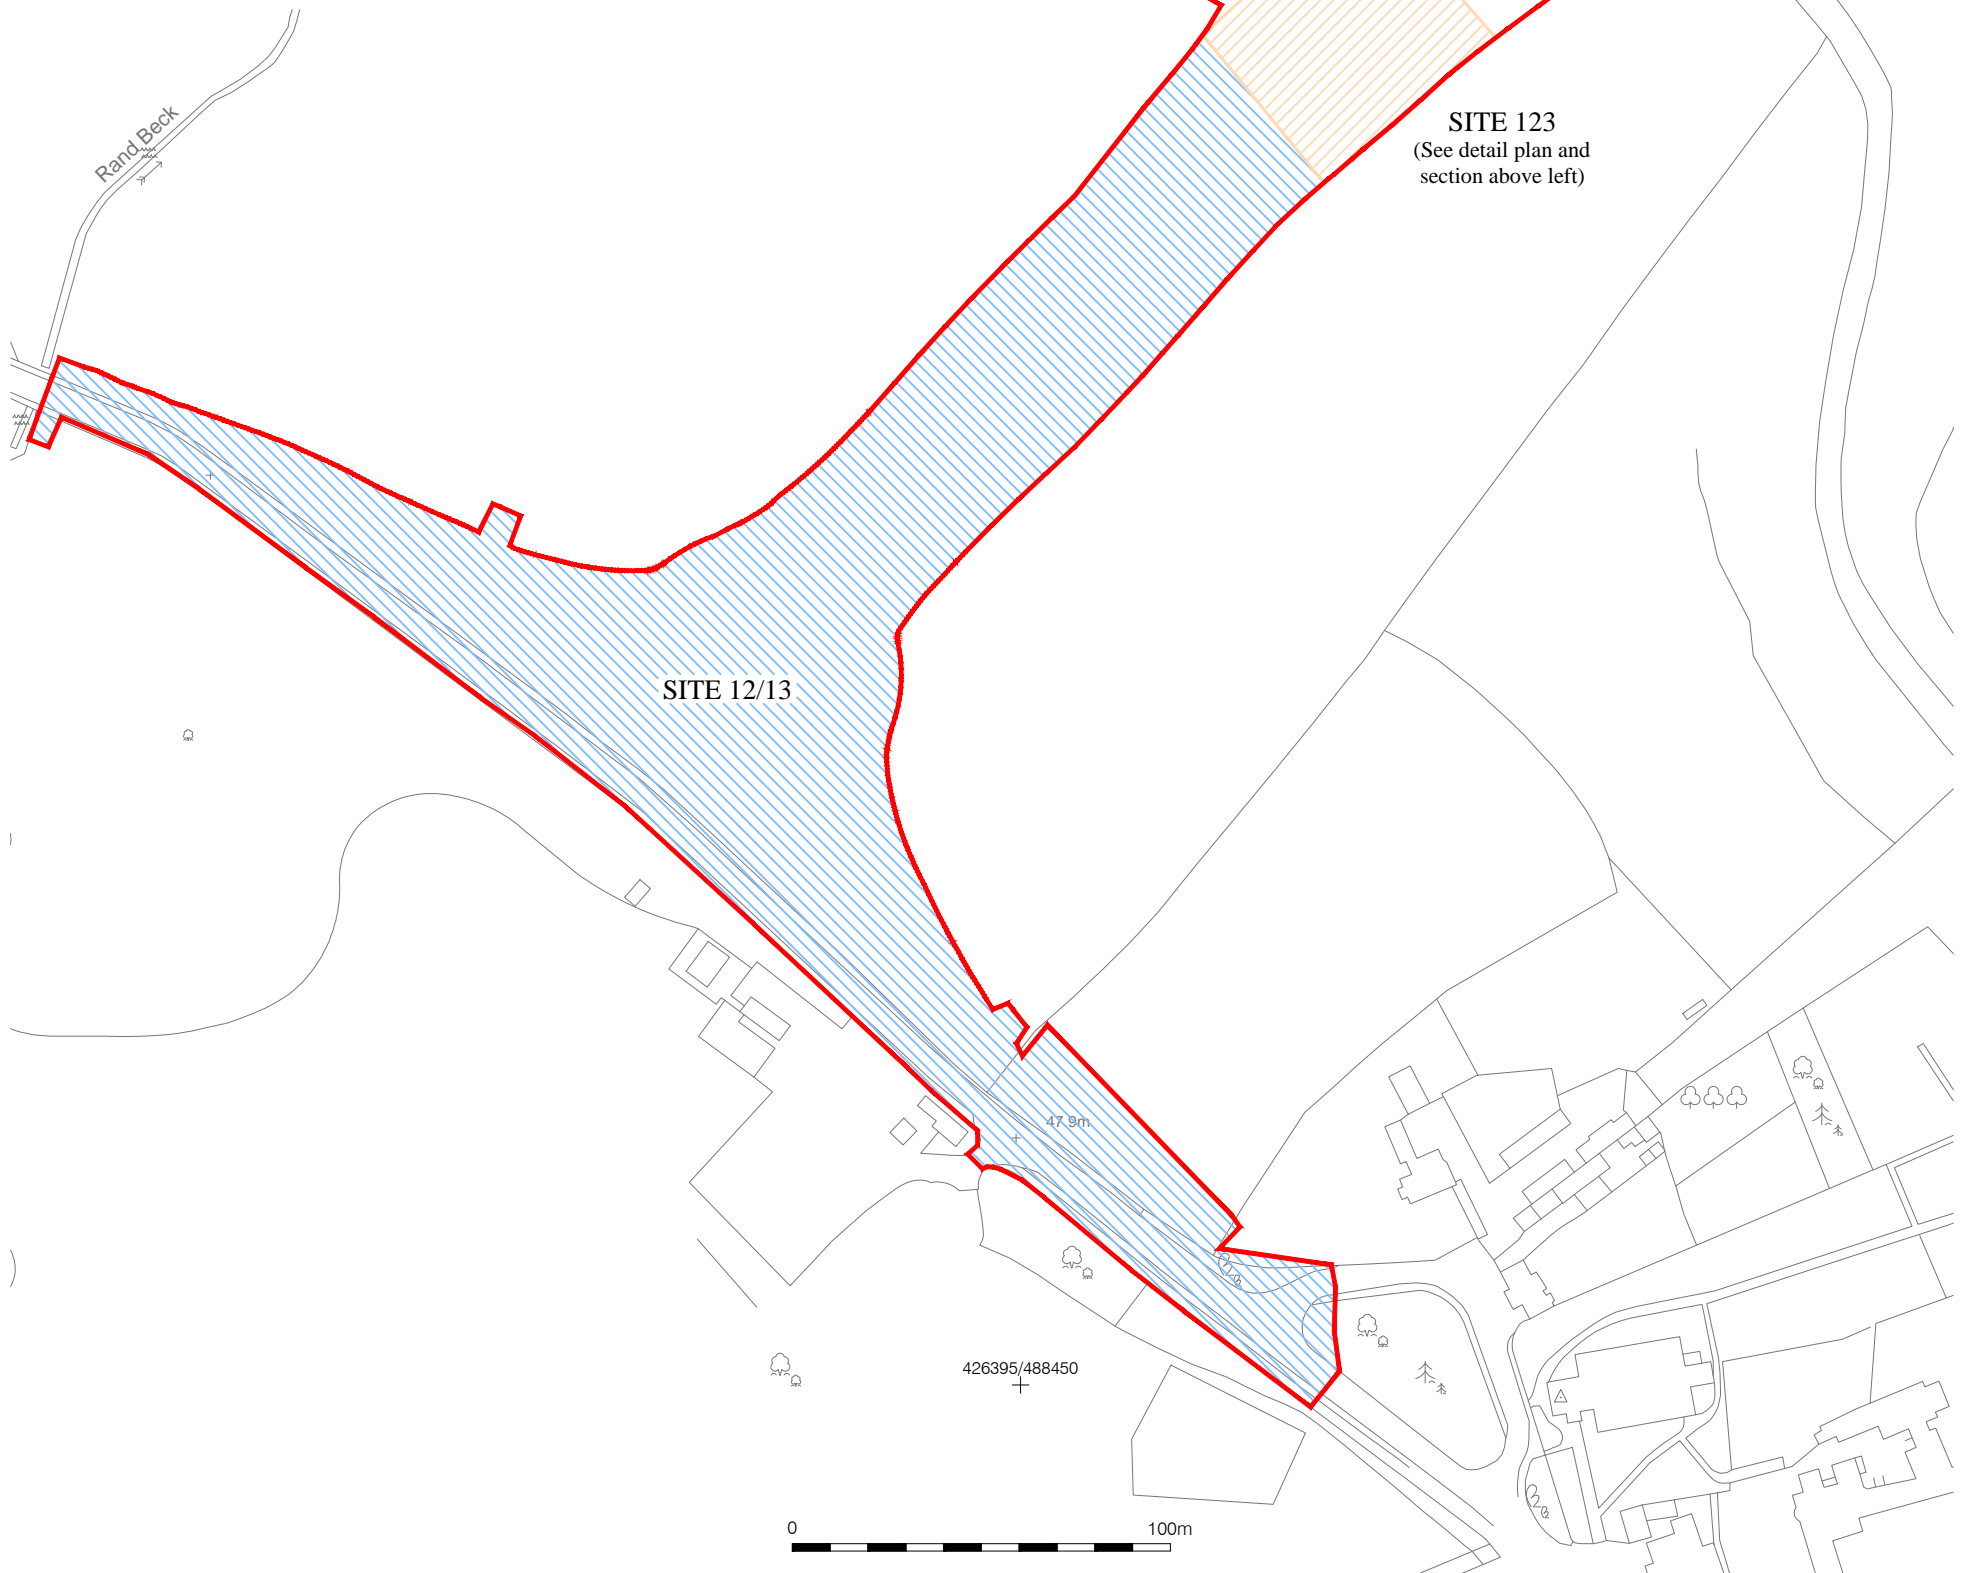 Rand Beck
SITE 123
(See detail plan and
section above left)
SITE 12/13
47.9m
426395/488450
0
100m